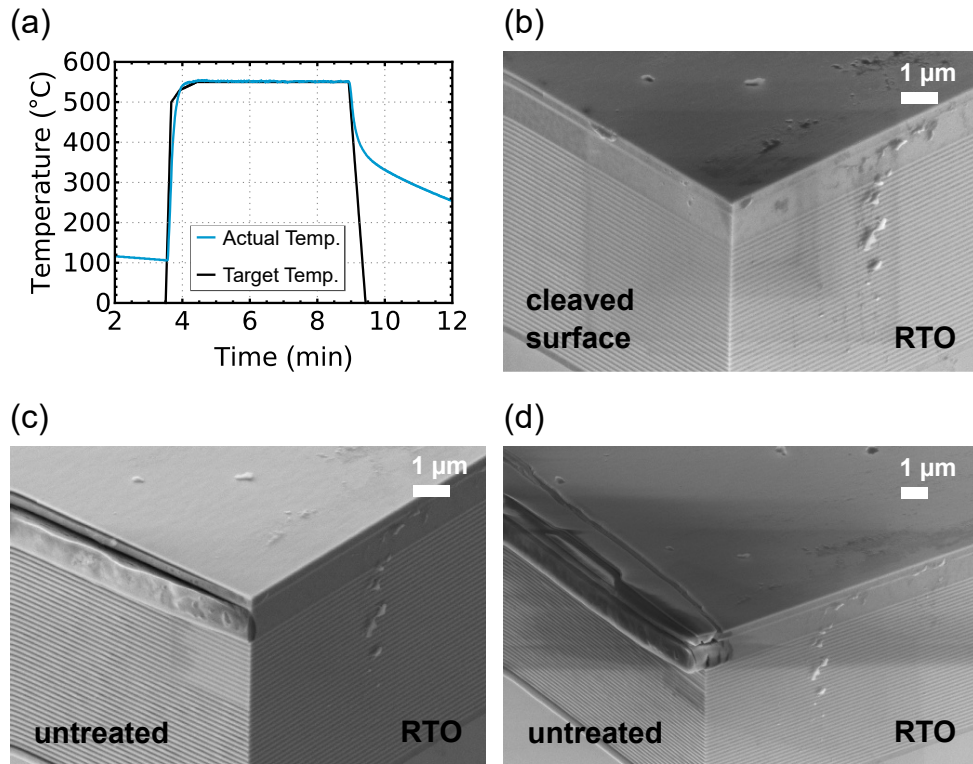 (a)
600
500
400
300
200
100
0
2
4
6
8
10
12
Temperature (°C)
Time (min)
Actual Temp.
Target Temp.
(b)
1 µm
cleaved
surface
RTO
(c)
1 µm
untreated
RTO
(d)
1 µm
untreated
RTO